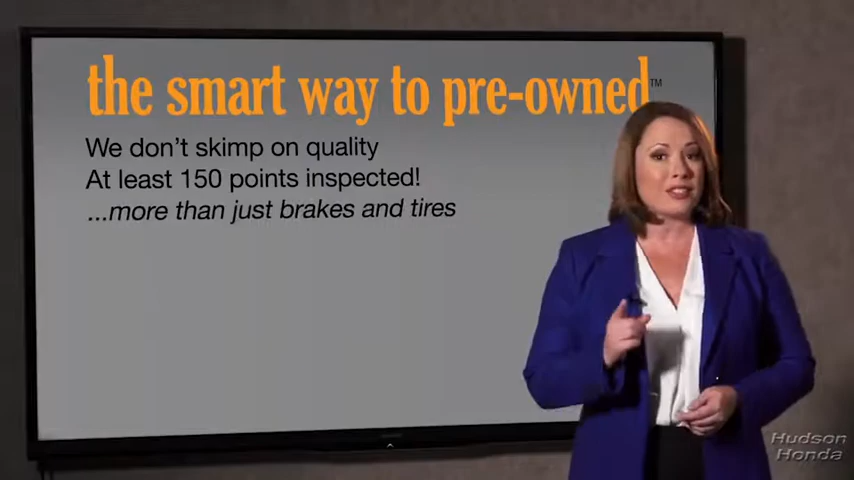 the smart way to pre-owned™
We don't skimp on quality
At least 150 points inspected!
...more than just brakes and tires
Hudson
Honda